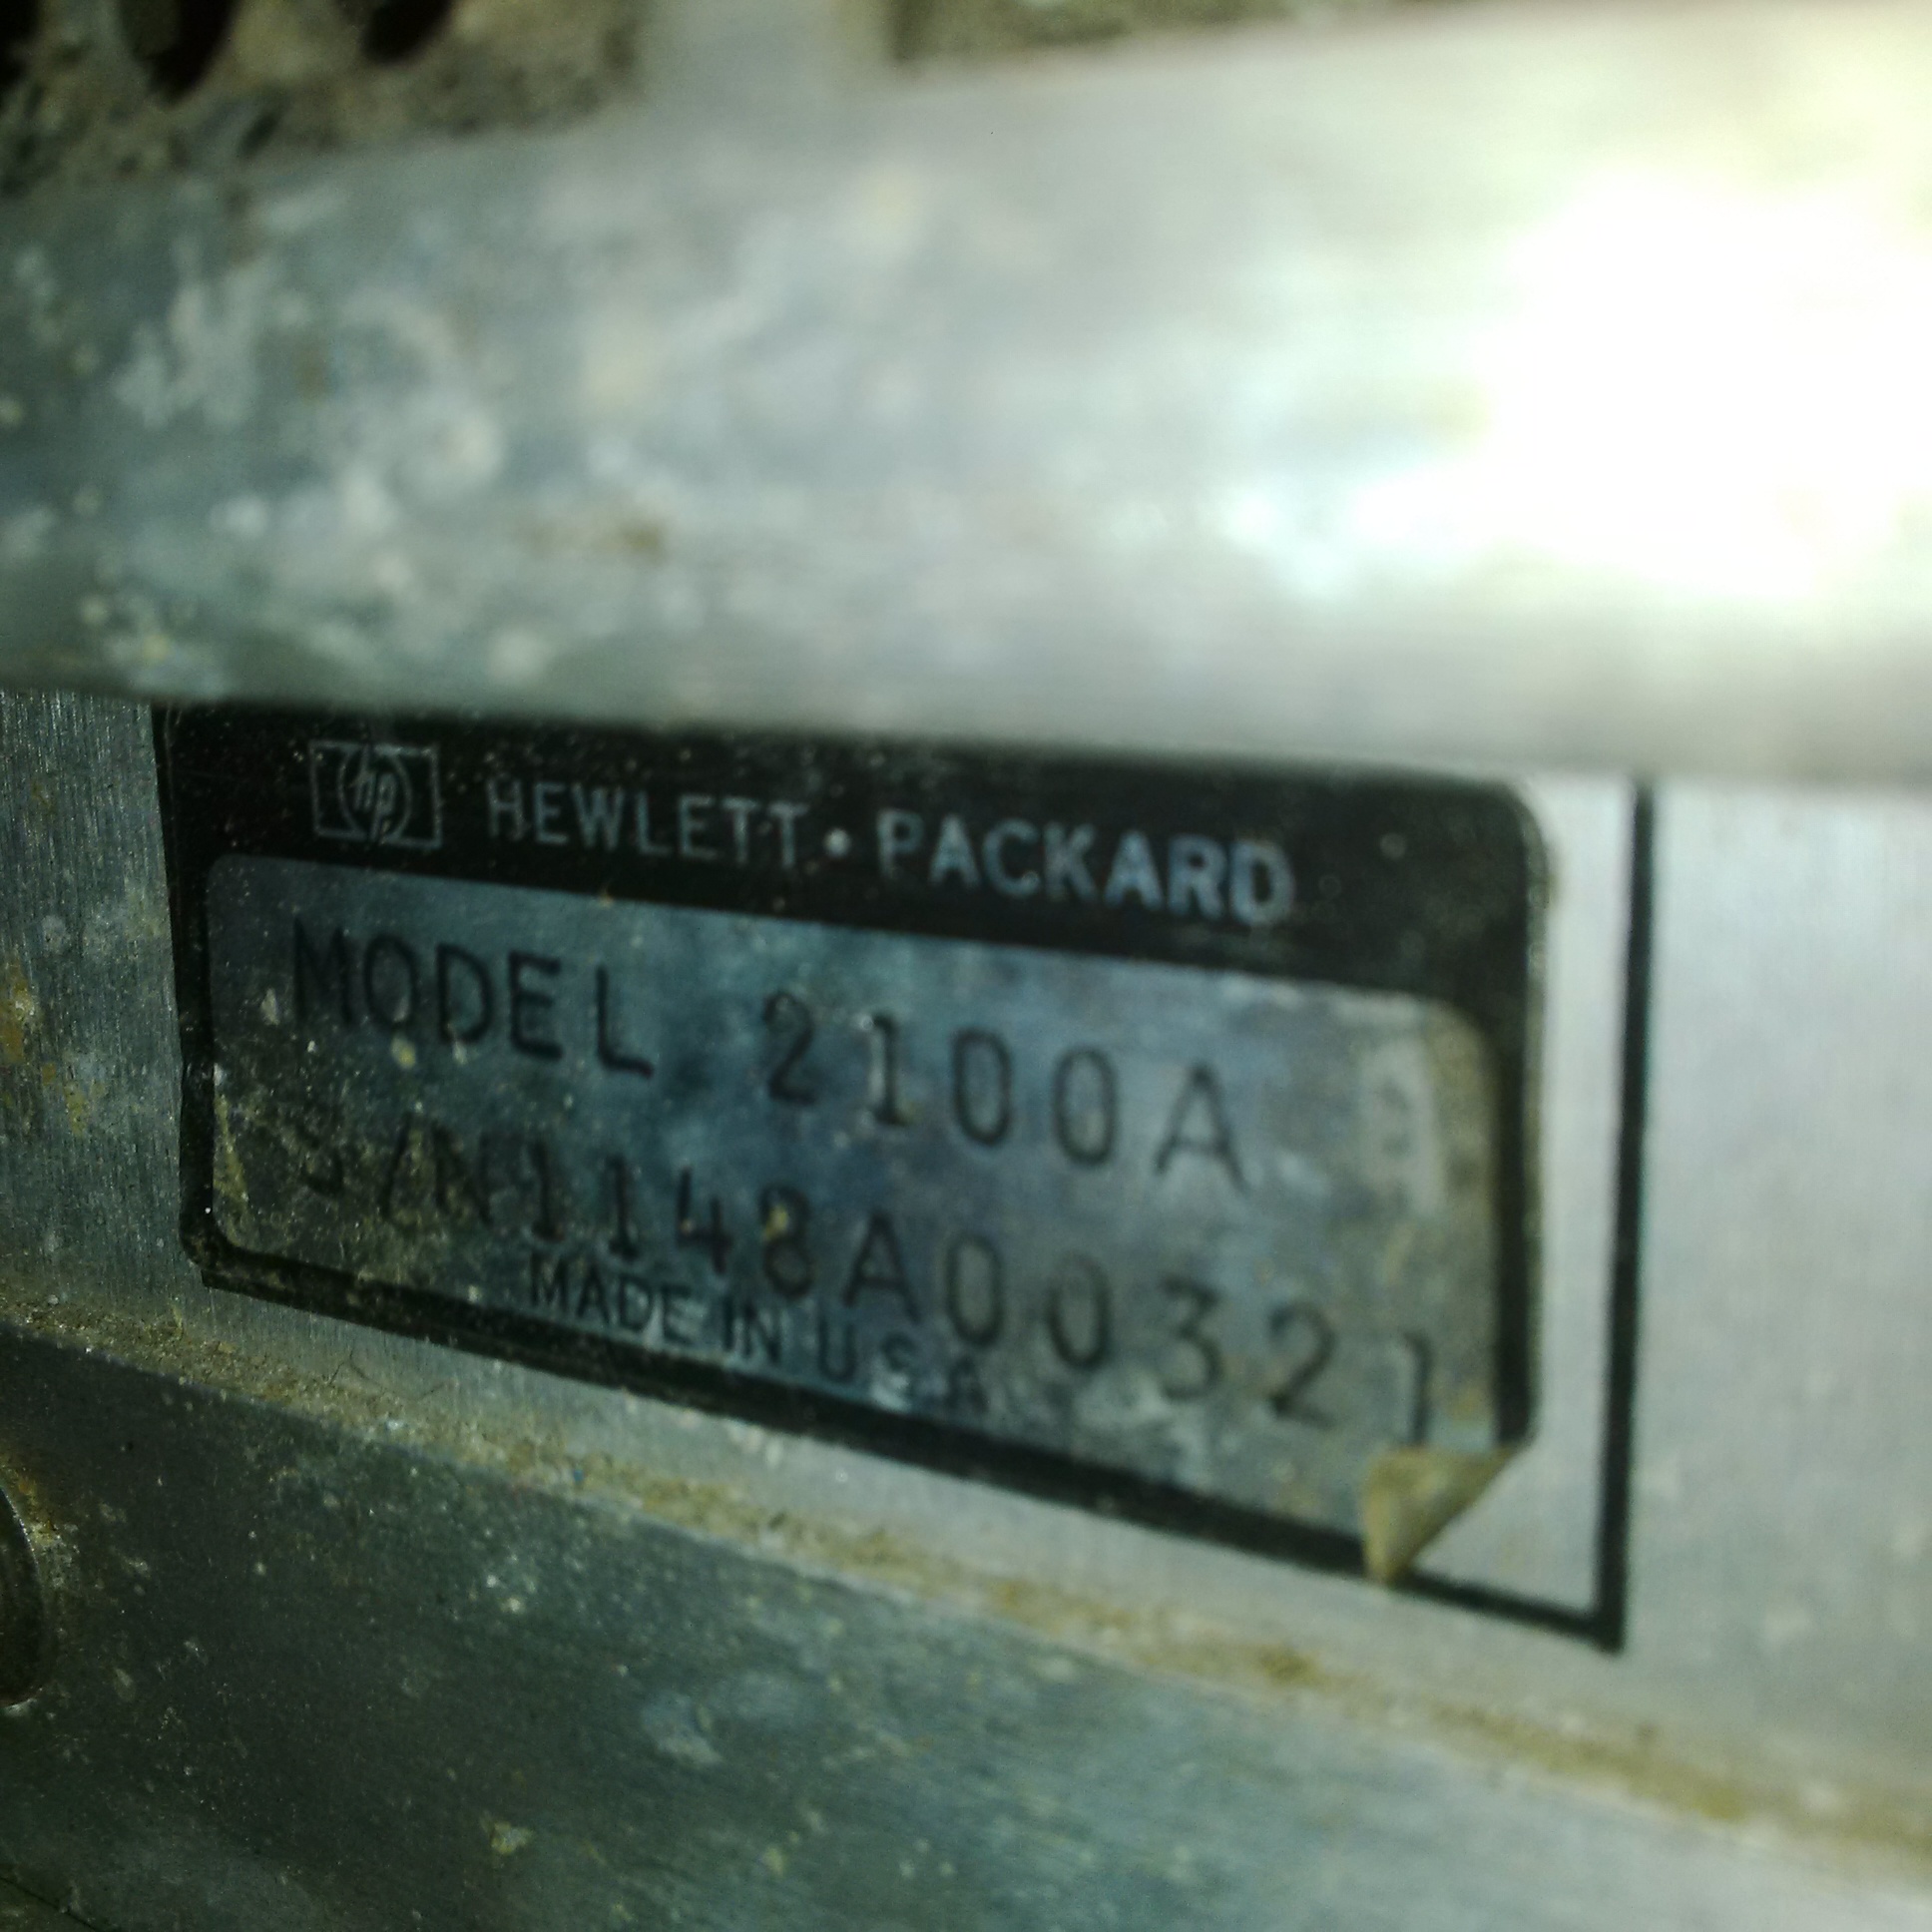 hp HEWLETT • PACKARD
MODEL 2100A
S/N1148A00321
MADE IN U S A